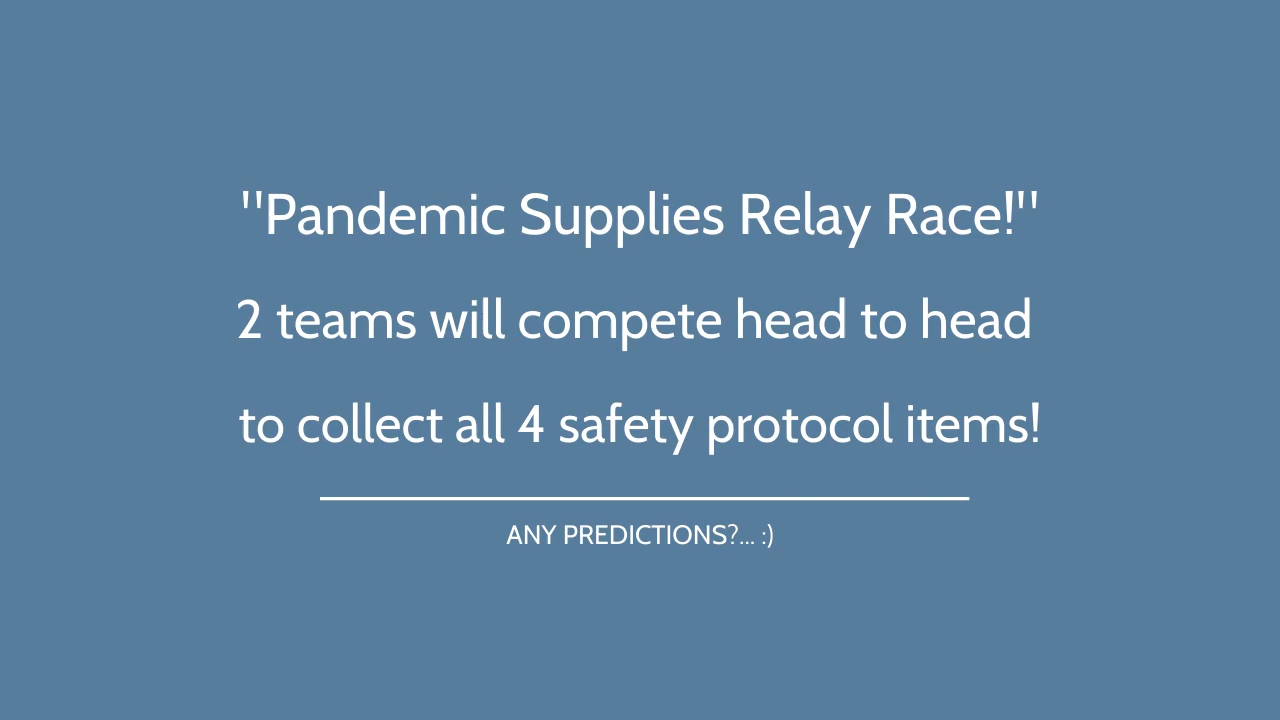 "Pandemic Supplies Relay Race!"
2 teams will compete head to head
to collect all 4 safety protocol items!
ANY PREDICTIONS?... :)